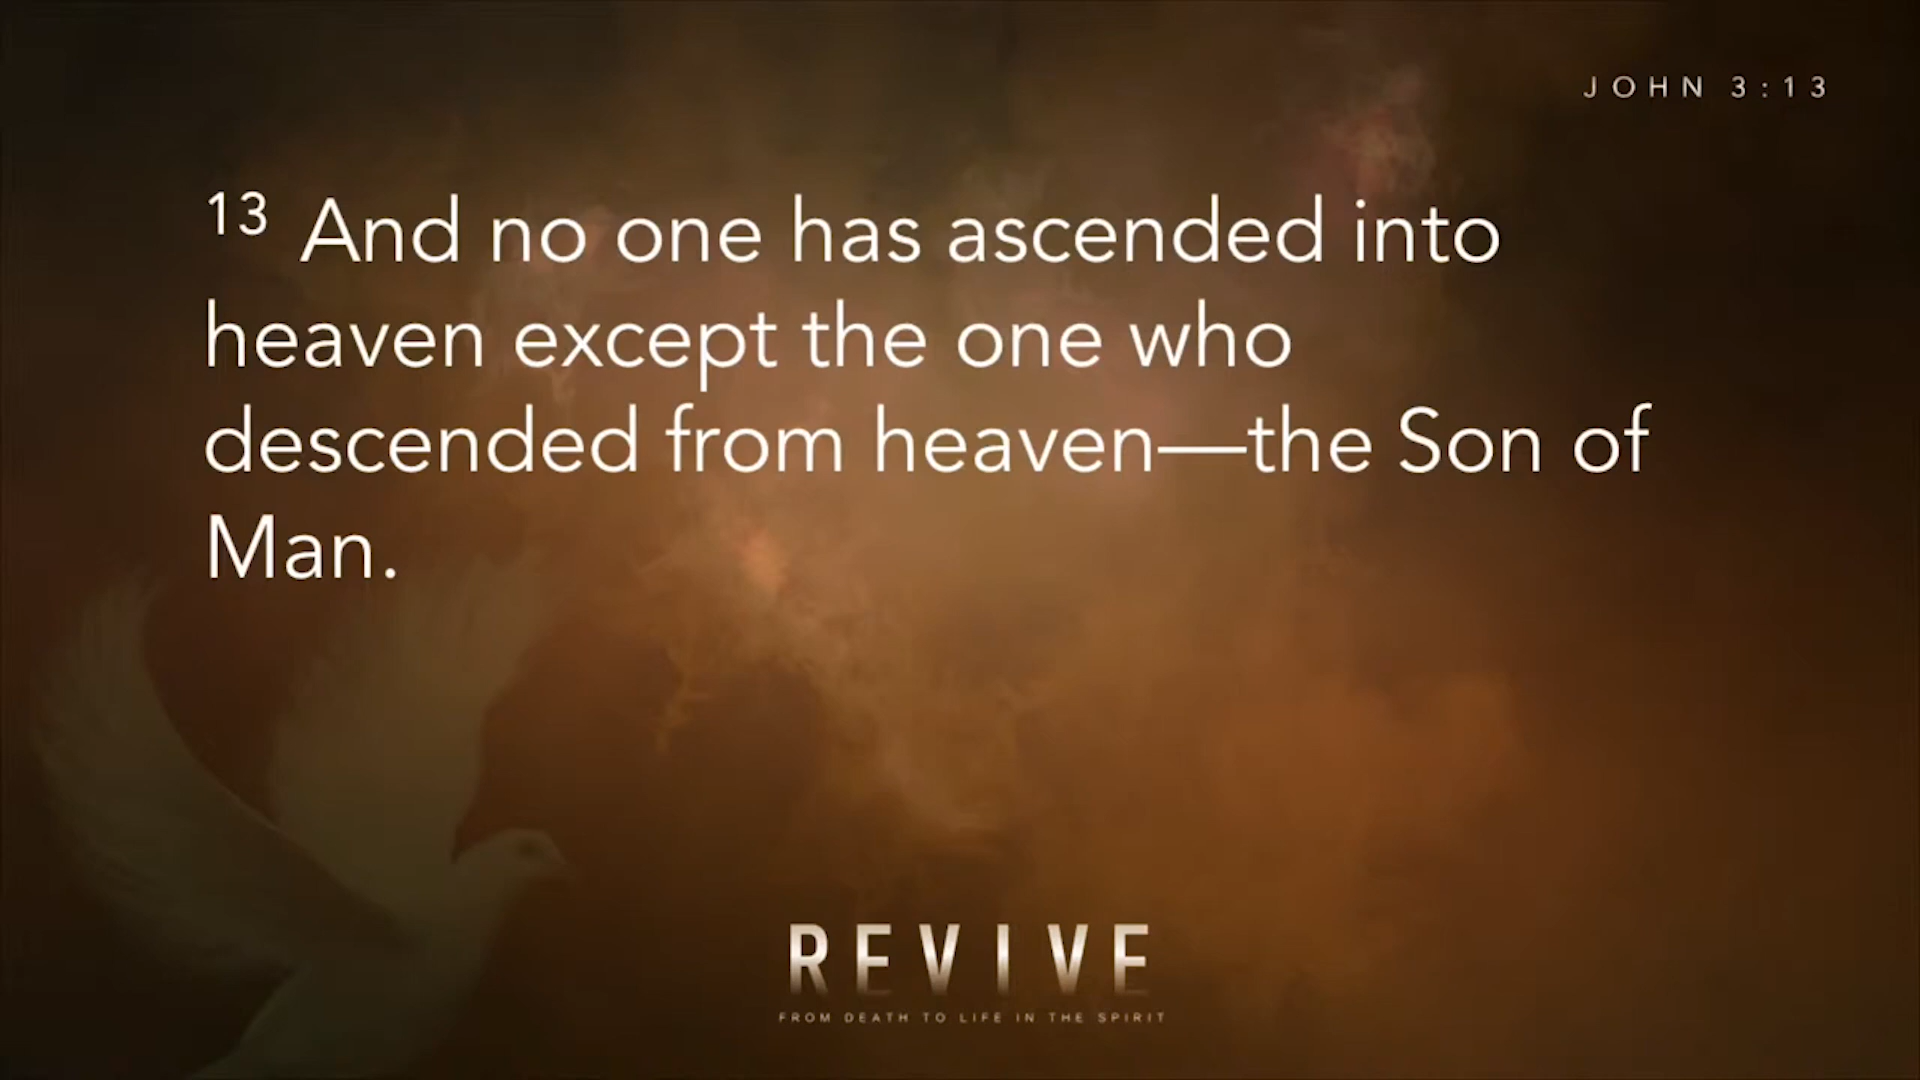 JOHN 3:13
13 And no one has ascended into
heaven except the one who
descended from heaven—the Son of
Man.
REVIVE
FROM DEATH TO LIFE IN THE SPIRIT